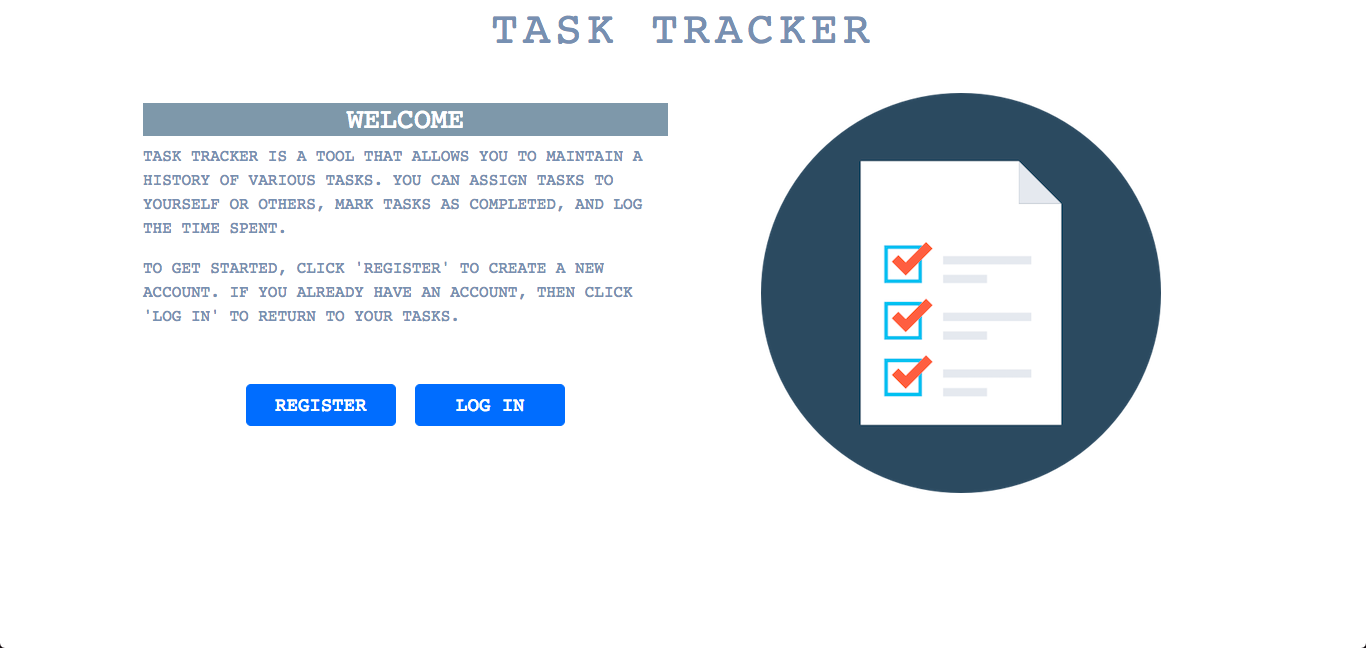 TASK TRACKER
WELCOME
TASK TRACKER IS A TOOL THAT ALLOWS YOU TO MAINTAIN A
HISTORY OF VARIOUS TASKS. YOU CAN ASSIGN TASKS TO
YOURSELF OR OTHERS, MARK TASKS AS COMPLETED, AND LOG
THE TIME SPENT.
TO GET STARTED, CLICK 'REGISTER' TO CREATE A NEW
ACCOUNT. IF YOU ALREADY HAVE AN ACCOUNT, THEN CLICK
'LOG IN' TO RETURN TO YOUR TASKS.
REGISTER
LOG IN